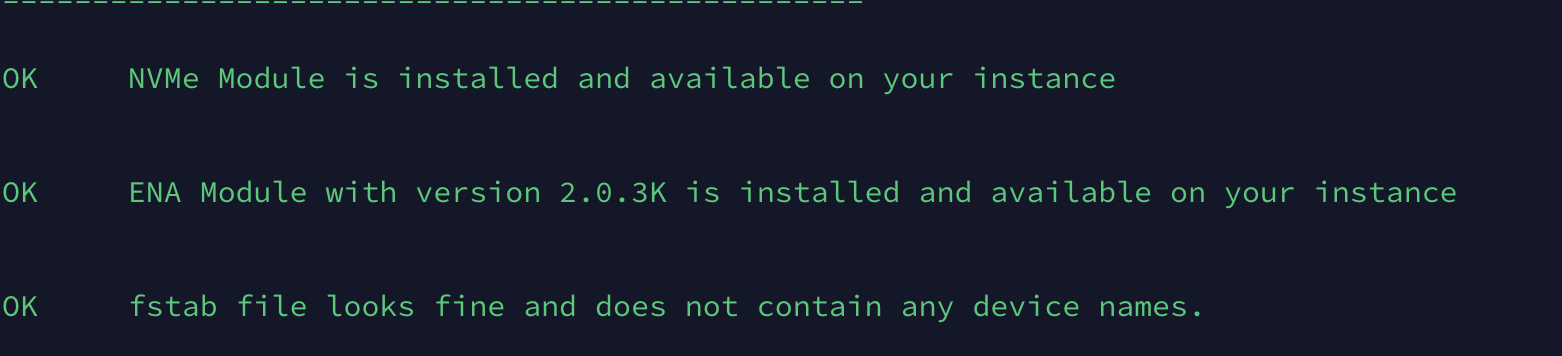 ------------------------------------------------
OK     NVMe Module is installed and available on your instance
OK     ENA Module with version 2.0.3K is installed and available on your instance
OK     fstab file looks fine and does not contain any device names.